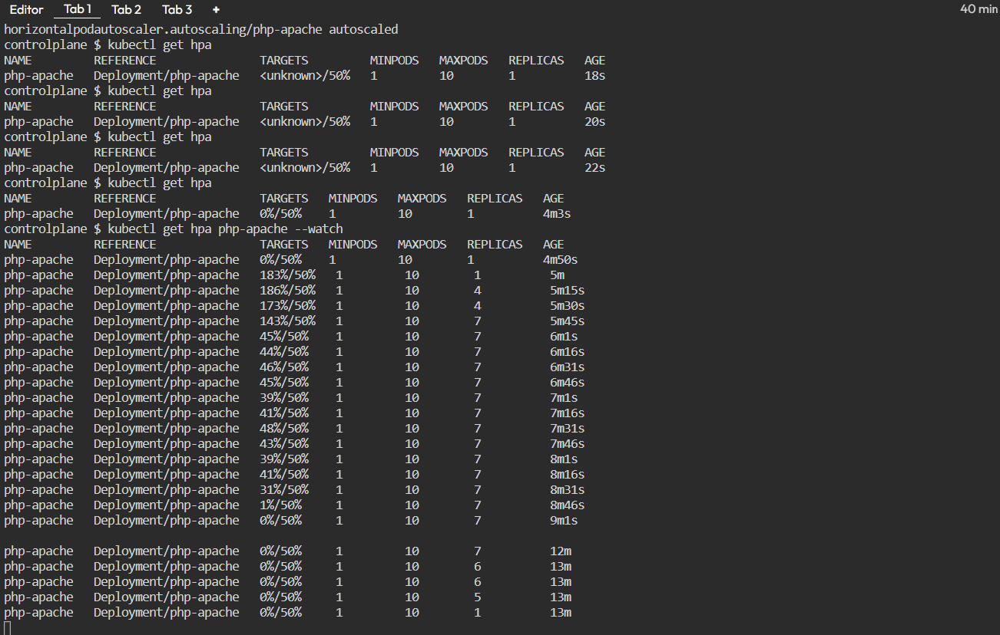 Editor Tab 1 Tab 2 Tab 3 + 40 min
horizontalpodautoscaler.autoscaling/php-apache autoscaled
controlplane $ kubectl get hpa
NAME REFERENCE TARGETS MINPODS MAXPODS REPLICAS AGE
php-apache Deployment/php-apache <unknown>/50% 1 10 1 18s
controlplane $ kubectl get hpa
NAME REFERENCE TARGETS MINPODS MAXPODS REPLICAS AGE
php-apache Deployment/php-apache <unknown>/50% 1 10 1 20s
controlplane $ kubectl get hpa
NAME REFERENCE TARGETS MINPODS MAXPODS REPLICAS AGE
php-apache Deployment/php-apache <unknown>/50% 1 10 1 22s
controlplane $ kubectl get hpa
NAME REFERENCE TARGETS MINPODS MAXPODS REPLICAS AGE
php-apache Deployment/php-apache 0%/50% 1 10 1 4m3s
controlplane $ kubectl get hpa php-apache --watch
NAME REFERENCE TARGETS MINPODS MAXPODS REPLICAS AGE
php-apache Deployment/php-apache 0%/50% 1 10 1 4m50s
php-apache Deployment/php-apache 183%/50% 1 10 1 5m
php-apache Deployment/php-apache 186%/50% 1 10 4 5m15s
php-apache Deployment/php-apache 173%/50% 1 10 4 5m30s
php-apache Deployment/php-apache 143%/50% 1 10 7 5m45s
php-apache Deployment/php-apache 45%/50% 1 10 7 6m1s
php-apache Deployment/php-apache 44%/50% 1 10 7 6m16s
php-apache Deployment/php-apache 46%/50% 1 10 7 6m31s
php-apache Deployment/php-apache 45%/50% 1 10 7 6m46s
php-apache Deployment/php-apache 39%/50% 1 10 7 7m1s
php-apache Deployment/php-apache 41%/50% 1 10 7 7m16s
php-apache Deployment/php-apache 48%/50% 1 10 7 7m31s
php-apache Deployment/php-apache 43%/50% 1 10 7 7m46s
php-apache Deployment/php-apache 39%/50% 1 10 7 8m1s
php-apache Deployment/php-apache 41%/50% 1 10 7 8m16s
php-apache Deployment/php-apache 31%/50% 1 10 7 8m31s
php-apache Deployment/php-apache 1%/50% 1 10 7 8m46s
php-apache Deployment/php-apache 0%/50% 1 10 7 9m1s
php-apache Deployment/php-apache 0%/50% 1 10 7 12m
php-apache Deployment/php-apache 0%/50% 1 10 6 13m
php-apache Deployment/php-apache 0%/50% 1 10 6 13m
php-apache Deployment/php-apache 0%/50% 1 10 5 13m
php-apache Deployment/php-apache 0%/50% 1 10 1 13m